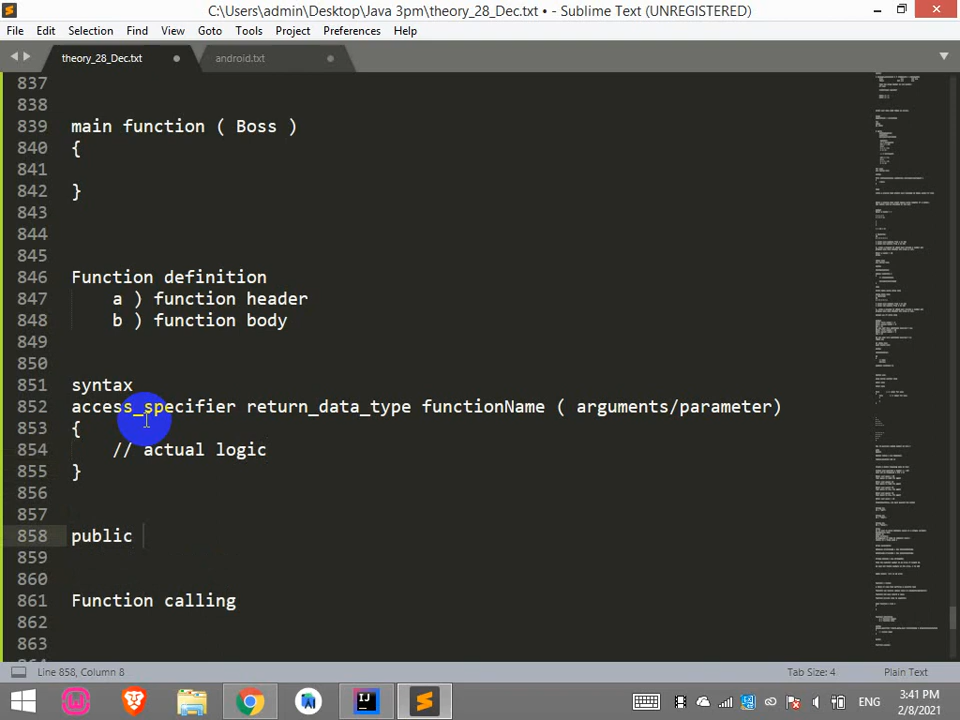 C:\Users\admin\Desktop\Java 3pm\theory_28_Dec.txt • - Sublime Text (UNREGISTERED)
File Edit Selection Find View Goto Tools Project Preferences Help
theory_28_Dec.txt android.txt
837
838
839 main function ( Boss )
840 {
841
842 }
843
844
845
846 Function definition
847 a ) function header
848 b ) function body
849
850
851 syntax
852 access_specifier return_data_type functionName ( arguments/parameter)
853 {
854 // actual logic
855 }
856
857
858 public
859
860
861 Function calling
862
863
Line 858, Column 8 Tab Size: 4 Plain Text
ENG
3:41 PM
2/8/2021